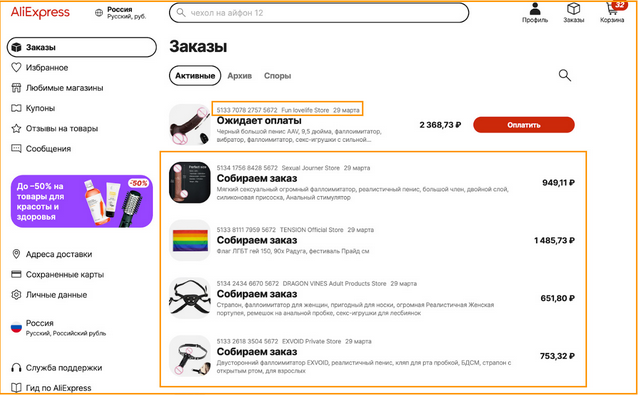 AliExpress
Россия
Русский, руб.
чехол на айфон 12
Профиль
Заказы
32
Корзина
Заказы
Избранное
Любимые магазины
Купоны
Отзывы на товары
Сообщения
До –50% на
товары для
красоты и
здоровья
-50%
Адреса доставки
Сохраненные карты
Личные данные
Россия
Русский, Российский рубль
Служба поддержки
Гид по AliExpress
Заказы
Активные Архив Споры
5133 7078 2757 5672 Fun lovelife Store 29 марта
Ожидает оплаты
Черный большой пенис AAV, 9,5 дюйма, фаллоимитатор,
вибратор, фаллоимитатор, секс-игрушки с сильной...
2 368,73 ₽
Оплатить
5134 1756 8428 5672 Sexual Journer Store 29 марта
Собираем заказ
Мягкий сексуальный огромный фаллоимитатор, реалистичный пенис, большой член, двойной слой,
силиконовая присоска, Анальный стимулятор
949,11 ₽
5133 8111 7959 5672 TENSION Official Store 29 марта
Собираем заказ
Флаг ЛГБТ гей 150, 90x Радуга, фестиваль Прайд см
1 485,73 ₽
5134 2434 6670 5672 DRAGON VINES Adult Products Store 29 марта
Собираем заказ
Страпон, фаллоимитатор для женщин, пригодный для носки, огромная Реалистичная Женская
портупея, ремешок на анальной пробке, секс-игрушки для лесбиянок
651,80 ₽
5133 2618 3504 5672 EXVOID Private Store 29 марта
Собираем заказ
Двусторонний фаллоимитатор EXVOID, реалистичный пенис, кляп для рта пробкой, БДСМ, страпон с
открытым ртом, для взрослых
753,32 ₽